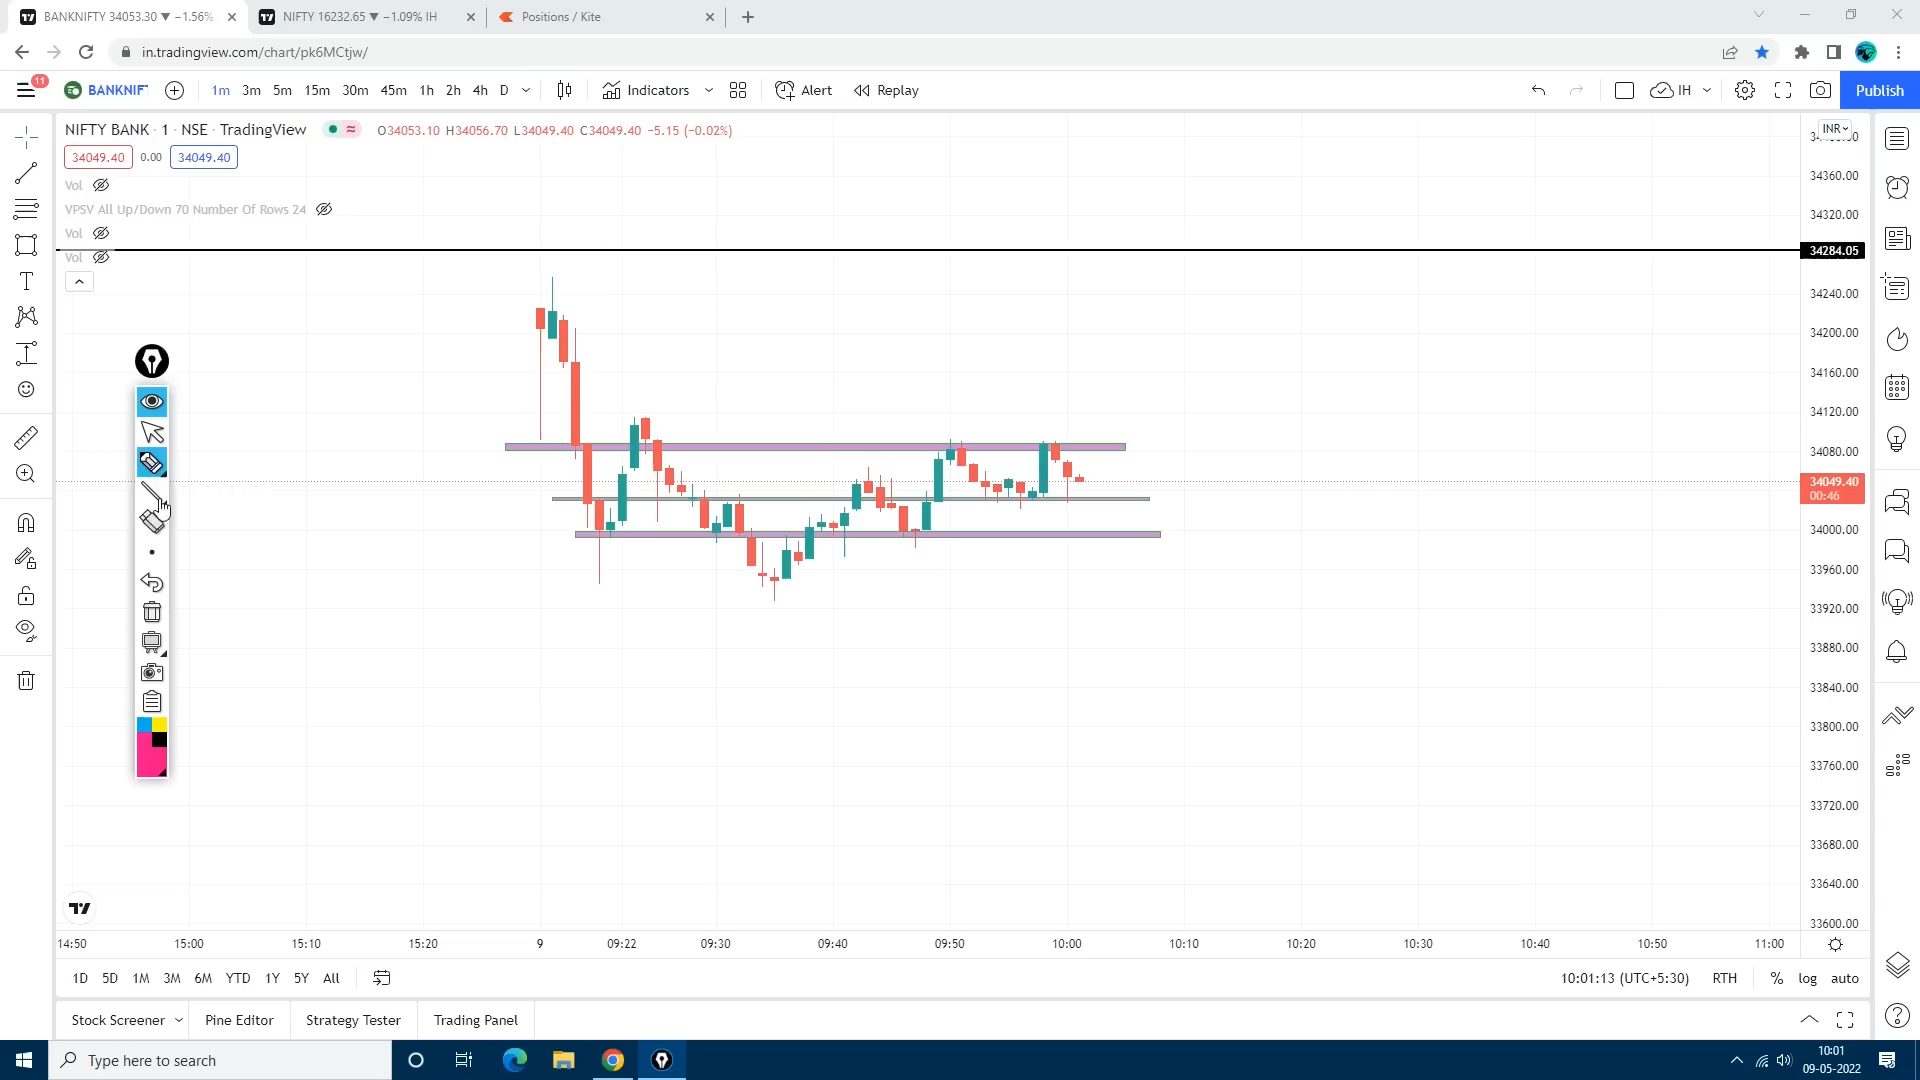 BANKNIFTY 34053.30 ▼ −1.56%
NIFTY 16232.65 ▼ −1.09% IH
Positions / Kite
in.tradingview.com/chart/pk6MCtjw/
11
BANKNIF
1m 3m 5m 15m 30m 45m 1h 2h 4h D
Indicators
Alert
Replay
IH
Publish
NIFTY BANK · 1 · NSE · TradingView
O34053.10 H34056.70 L34049.40 C34049.40 −5.15 (−0.02%)
INR
34049.40 0.00 34049.40
Vol
VPSV All Up/Down 70 Number Of Rows 24
Vol
Vol
34360.00
34320.00
34284.05
34240.00
34200.00
34160.00
34120.00
34080.00
34049.40
00:46
34000.00
33960.00
33920.00
33880.00
33840.00
33800.00
33760.00
33720.00
33680.00
33640.00
33600.00
14:50 15:00 15:10 15:20 9 09:22 09:30 09:40 09:50 10:00 10:10 10:20 10:30 10:40 10:50 11:00
1D 5D 1M 3M 6M YTD 1Y 5Y All
10:01:13 (UTC+5:30) RTH % log auto
Stock Screener Pine Editor Strategy Tester Trading Panel
Type here to search
10:01
09-05-2022